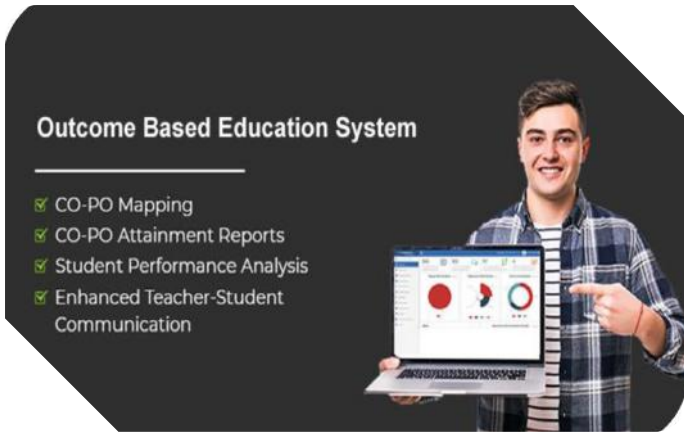 Outcome Based Education System
CO-PO Mapping
CO-PO Attainment Reports
Student Performance Analysis
Enhanced Teacher-Student
Communication